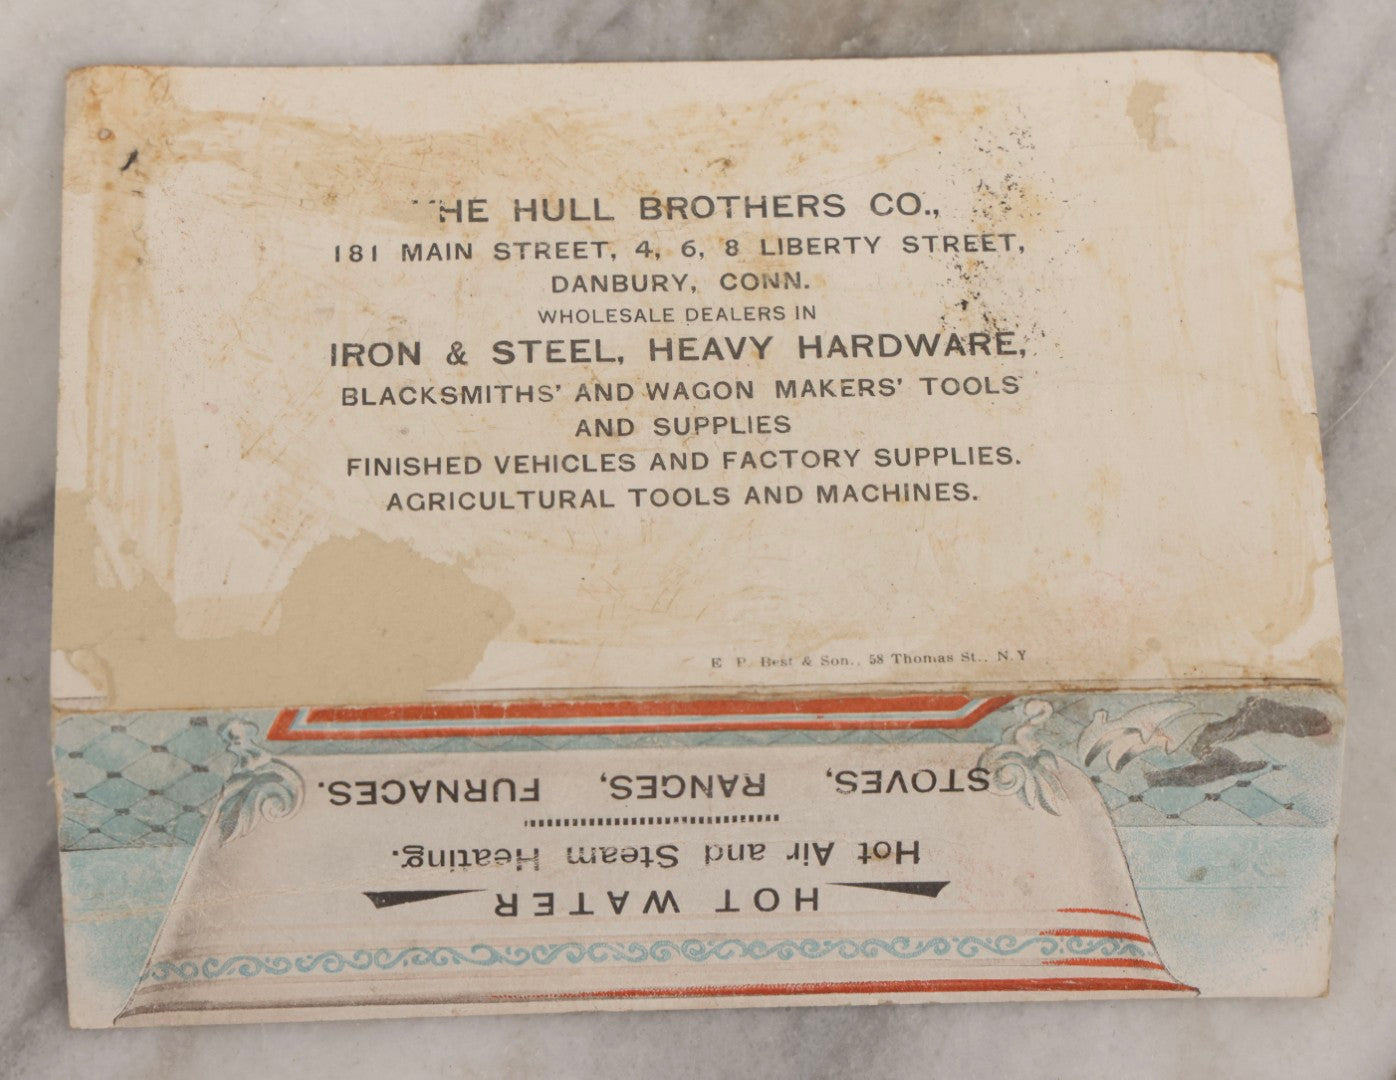 THE HULL BROTHERS CO.,
181 MAIN STREET, 4, 6, 8 LIBERTY STREET,
DANBURY, CONN.
WHOLESALE DEALERS IN
IRON & STEEL, HEAVY HARDWARE,
BLACKSMITHS' AND WAGON MAKERS' TOOLS
AND SUPPLIES
FINISHED VEHICLES AND FACTORY SUPPLIES.
AGRICULTURAL TOOLS AND MACHINES.
E. P. Best & Son., 58 Thomas St., N.Y
HOT WATER
Hot Air and Steam Heating.
STOVES, RANGES, FURNACES.